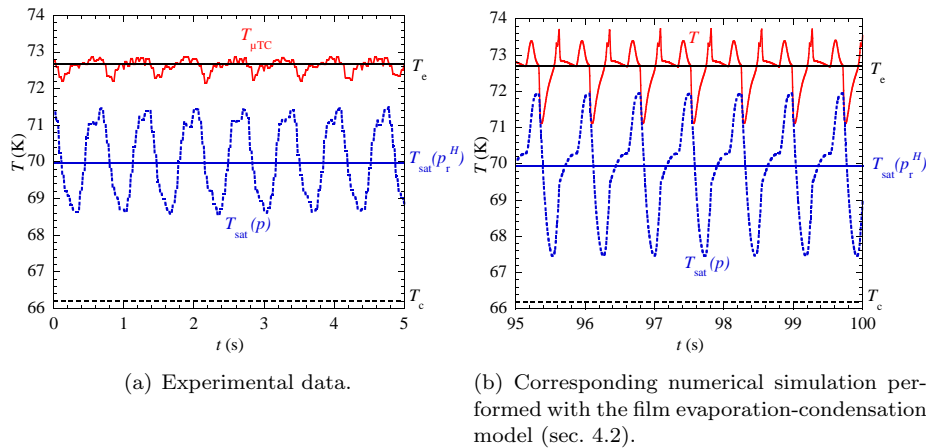 74
73
72
71
70
69
68
67
66
T (K)
T_μTC
T_e
T_sat(p_r^H)
T_sat(p)
T_c
0 1 2 3 4 5
t (s)
(a) Experimental data.
74
73
72
71
70
69
68
67
66
T (K)
T
T_e
T_sat(p_r^H)
T_sat(p)
T_c
95 96 97 98 99 100
t (s)
(b) Corresponding numerical simulation per-
formed with the film evaporation-condensation
model (sec. 4.2).